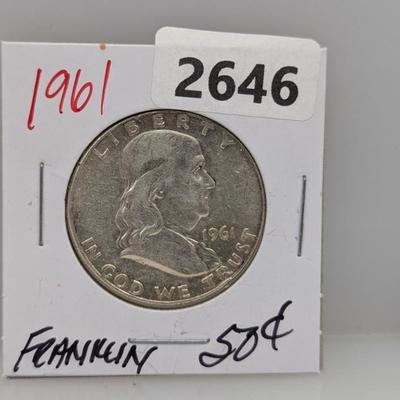 1961
2646
LIBERTY
1961
IN GOD WE TRUST
FRANKLIN 50¢